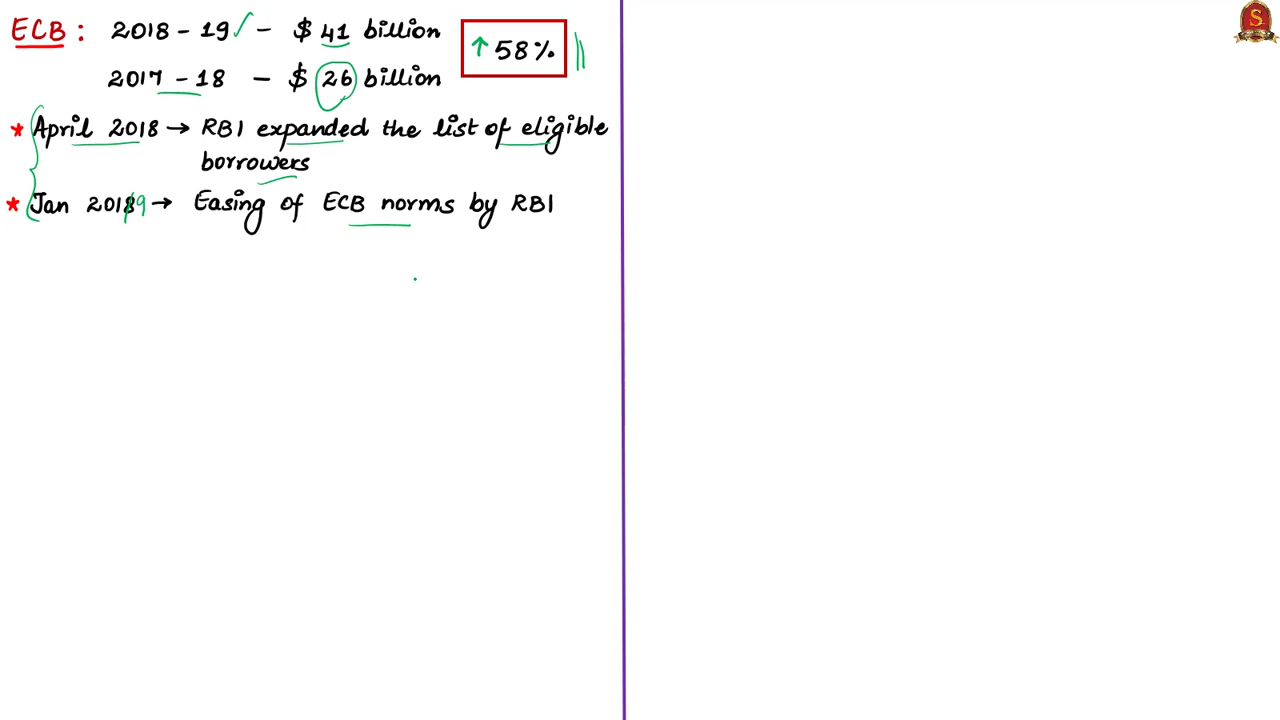 ECB : 2018 - 19 ✓ - $ 41 billion
↑ 58%
2017 - 18 - $ 26 billion
* April 2018 → RBI expanded the list of eligible
borrowers
* Jan 2019 → Easing of ECB norms by RBI
S